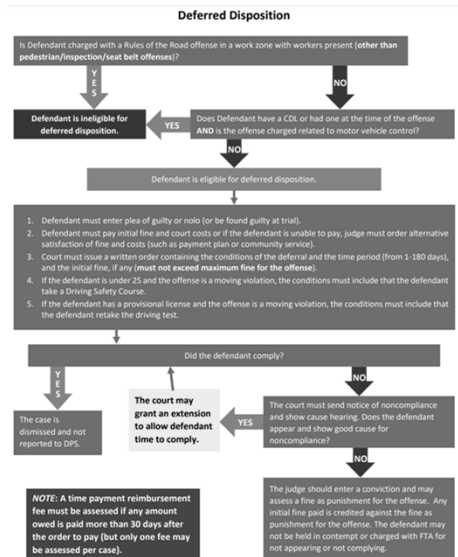 Deferred Disposition
Is Defendant charged with a Rules of the Road offense in a work zone with workers present (other than
pedestrian/inspection/seat belt offenses)?
YES
NO
Defendant is ineligible for
deferred disposition.
YES
Does Defendant have a CDL or had one at the time of the offense
AND is the offense charged related to motor vehicle control?
NO
Defendant is eligible for deferred disposition.
1. Defendant must enter plea of guilty or nolo (or be found guilty at trial).
2. Defendant must pay initial fine and court costs or if the defendant is unable to pay, judge must order alternative
satisfaction of fine and costs (such as payment plan or community service).
3. Court must issue a written order containing the conditions of the deferral and the time period (from 1-180 days),
and the initial fine, if any (must not exceed maximum fine for the offense).
4. If the defendant is under 25 and the offense is a moving violation, the conditions must include that the defendant
take a Driving Safety Course.
5. If the defendant has a provisional license and the offense is a moving violation, the conditions must include that
the defendant retake the driving test.
Did the defendant comply?
YES
NO
The case is
dismissed and not
reported to DPS.
The court may
grant an extension
to allow defendant
time to comply.
YES
The court must send notice of noncompliance
and show cause hearing. Does the defendant
appear and show good cause for
noncompliance?
NO
NOTE: A time payment reimbursement
fee must be assessed if any amount
owed is paid more than 30 days after
the order to pay (but only one fee may
be assessed per case).
The judge should enter a conviction and may
assess a fine as punishment for the offense. Any
initial fine paid is credited against the fine as
punishment for the offense. The defendant may
not be held in contempt or charged with FTA for
not appearing or not complying.